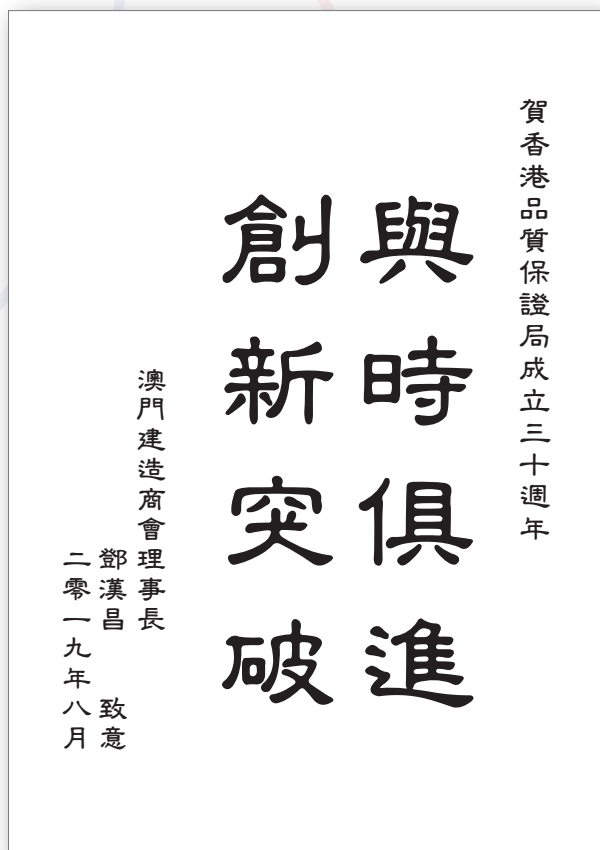 賀香港品質保證局成立三十週年
與時俱進
創新突破
澳門建造商會理事長
鄧漢昌　致意
二零一九年八月